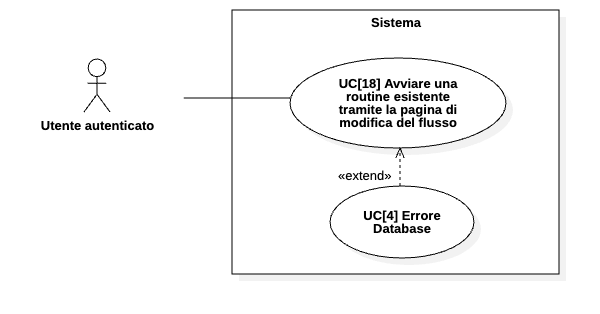 Sistema
UC[18] Avviare una
routine esistente
tramite la pagina di
modifica del flusso
Utente autenticato
«extend»
UC[4] Errore
Database